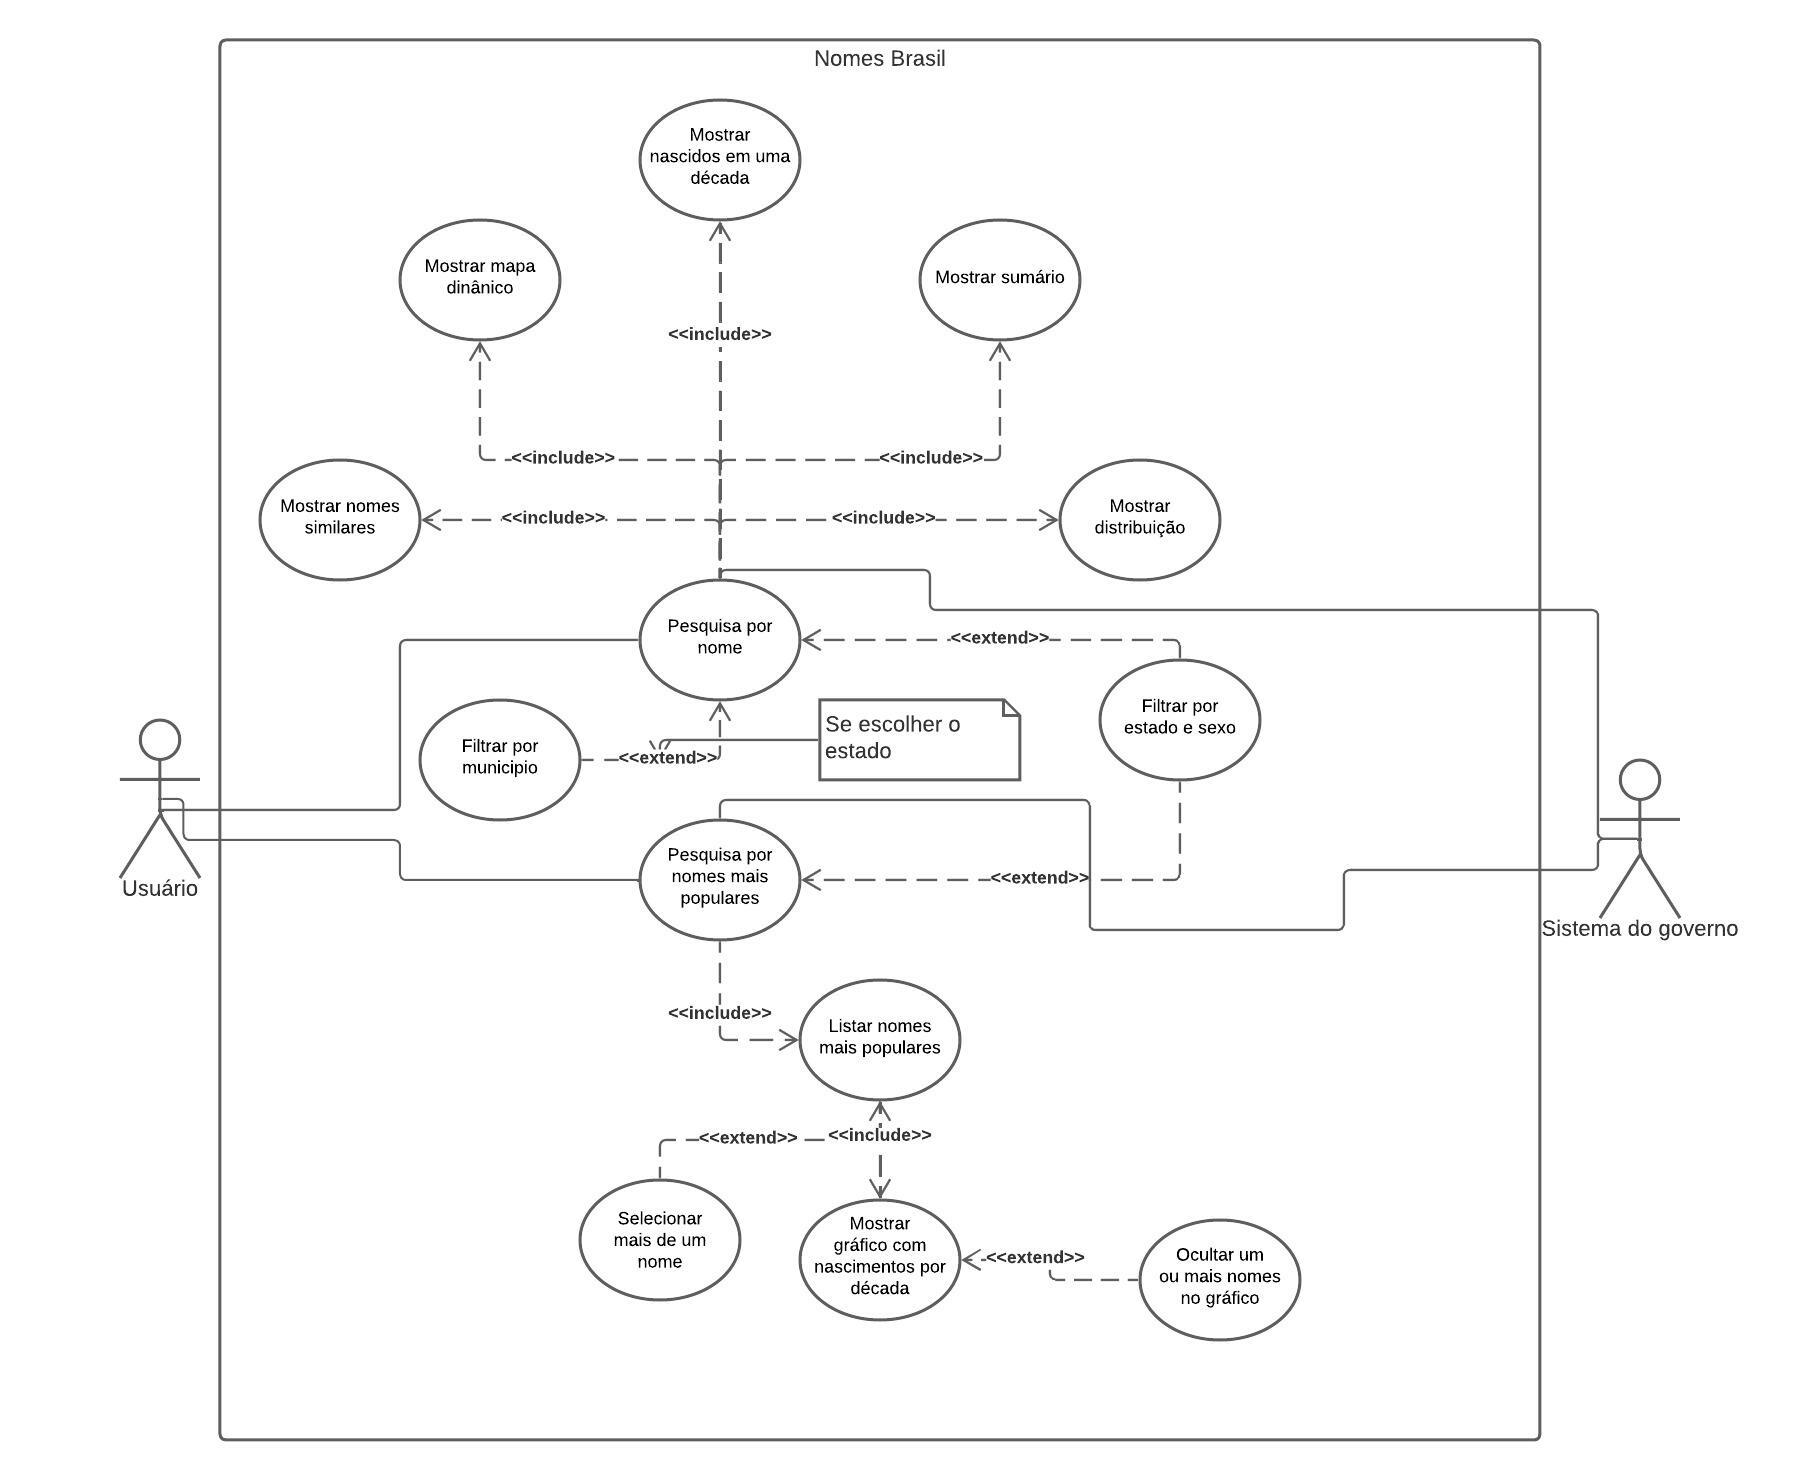 Nomes Brasil
Mostrar
nascidos em uma
década
Mostrar mapa
dinânico
Mostrar sumário
<<include>>
<<include>>
<<include>>
Mostrar nomes
similares
<<include>>
<<include>>
Mostrar
distribuição
Pesquisa por
nome
<<extend>>
Filtrar por
estado e sexo
Filtrar por
municipio
<<extend>>
Se escolher o
estado
Usuário
Pesquisa por
nomes mais
populares
<<extend>>
Sistema do governo
<<include>>
Listar nomes
mais populares
<<extend>>
<<include>>
Selecionar
mais de um
nome
Mostrar
gráfico com
nascimentos por
década
<<extend>>
Ocultar um
ou mais nomes
no gráfico